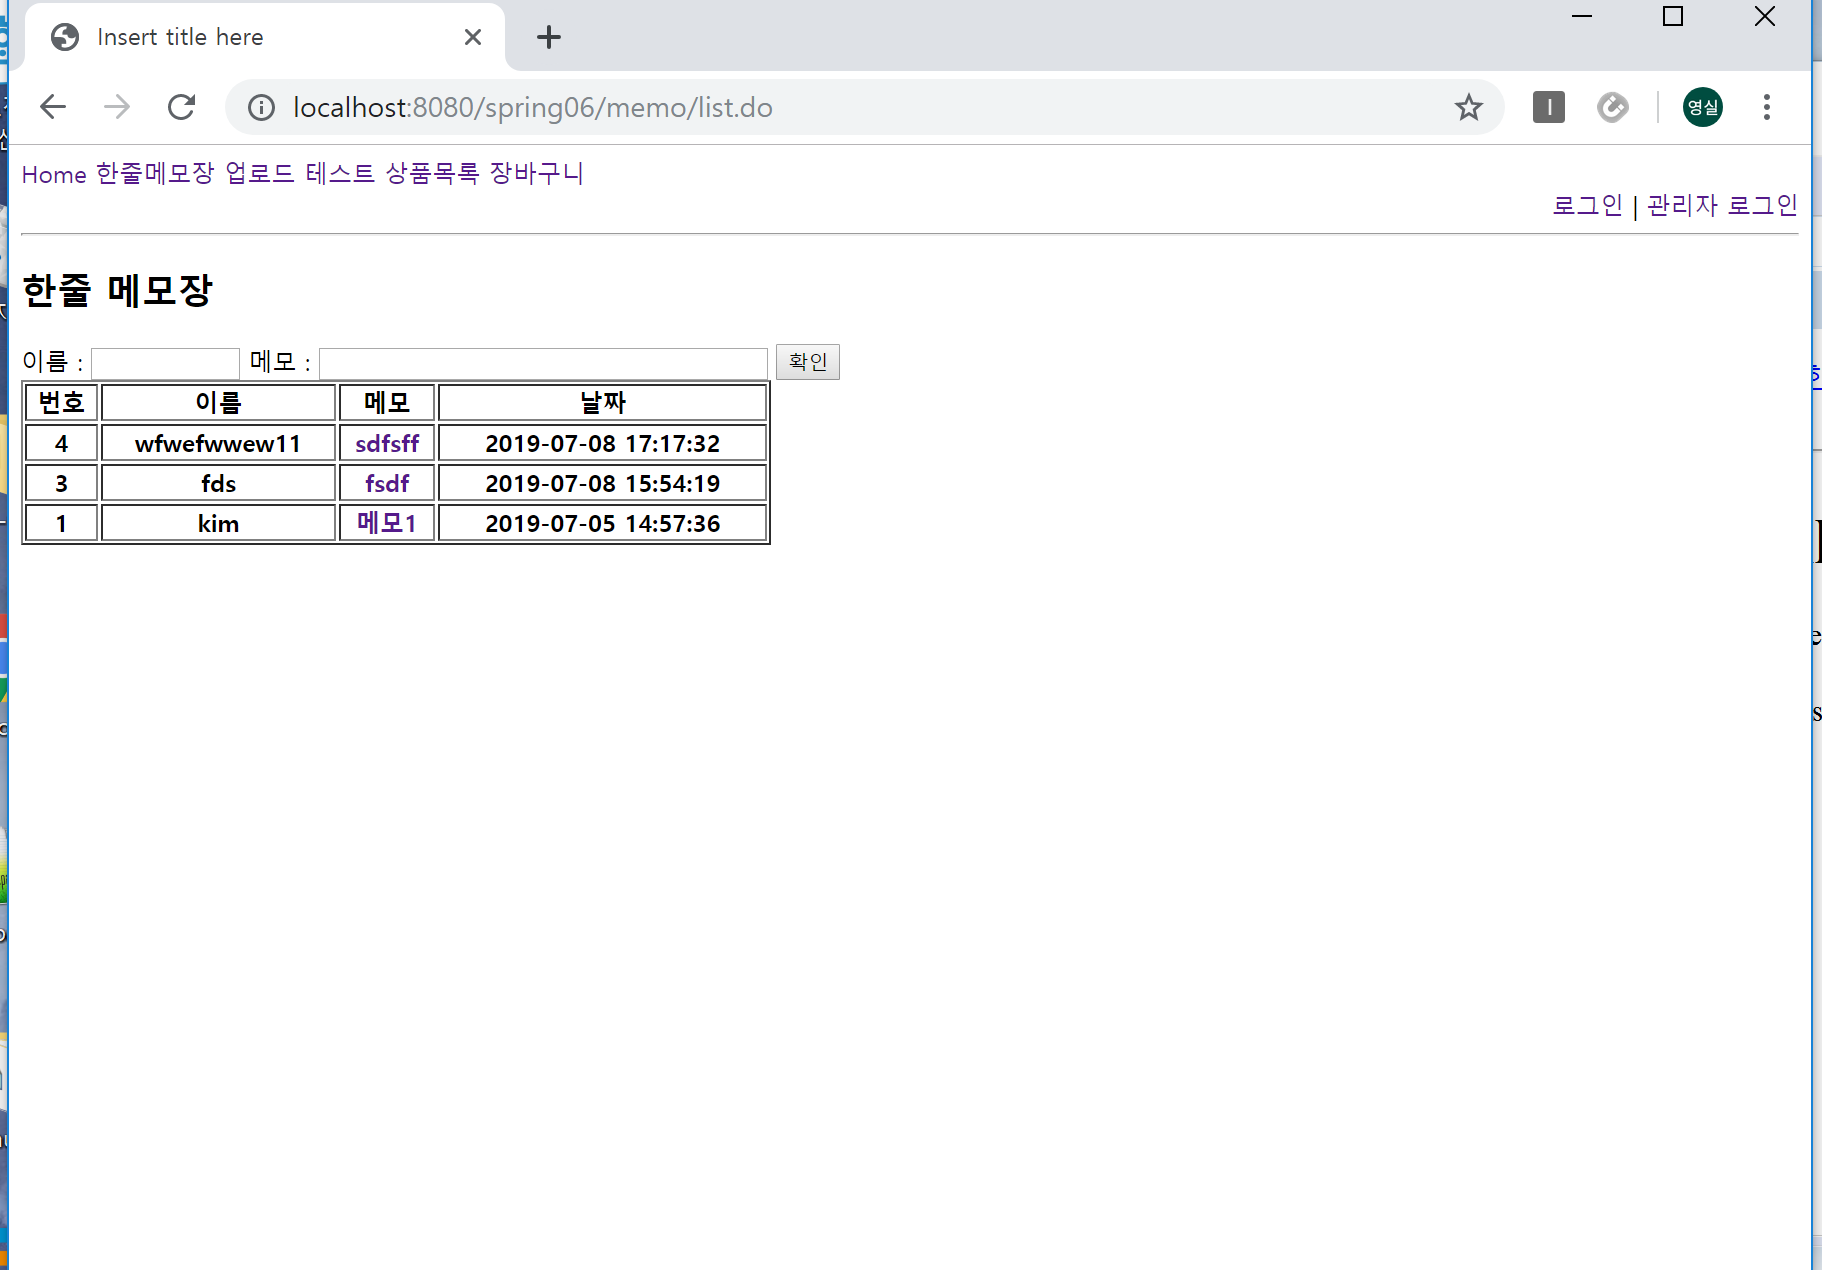 Insert title here
localhost:8080/spring06/memo/list.do
영실
Home 한줄메모장 업로드 테스트 상품목록 장바구니
로그인 | 관리자 로그인
한줄 메모장
이름 : 메모 : 확인
번호 이름 메모 날짜
4 wfwefwwew11 sdfsff 2019-07-08 17:17:32
3 fds fsdf 2019-07-08 15:54:19
1 kim 메모1 2019-07-05 14:57:36